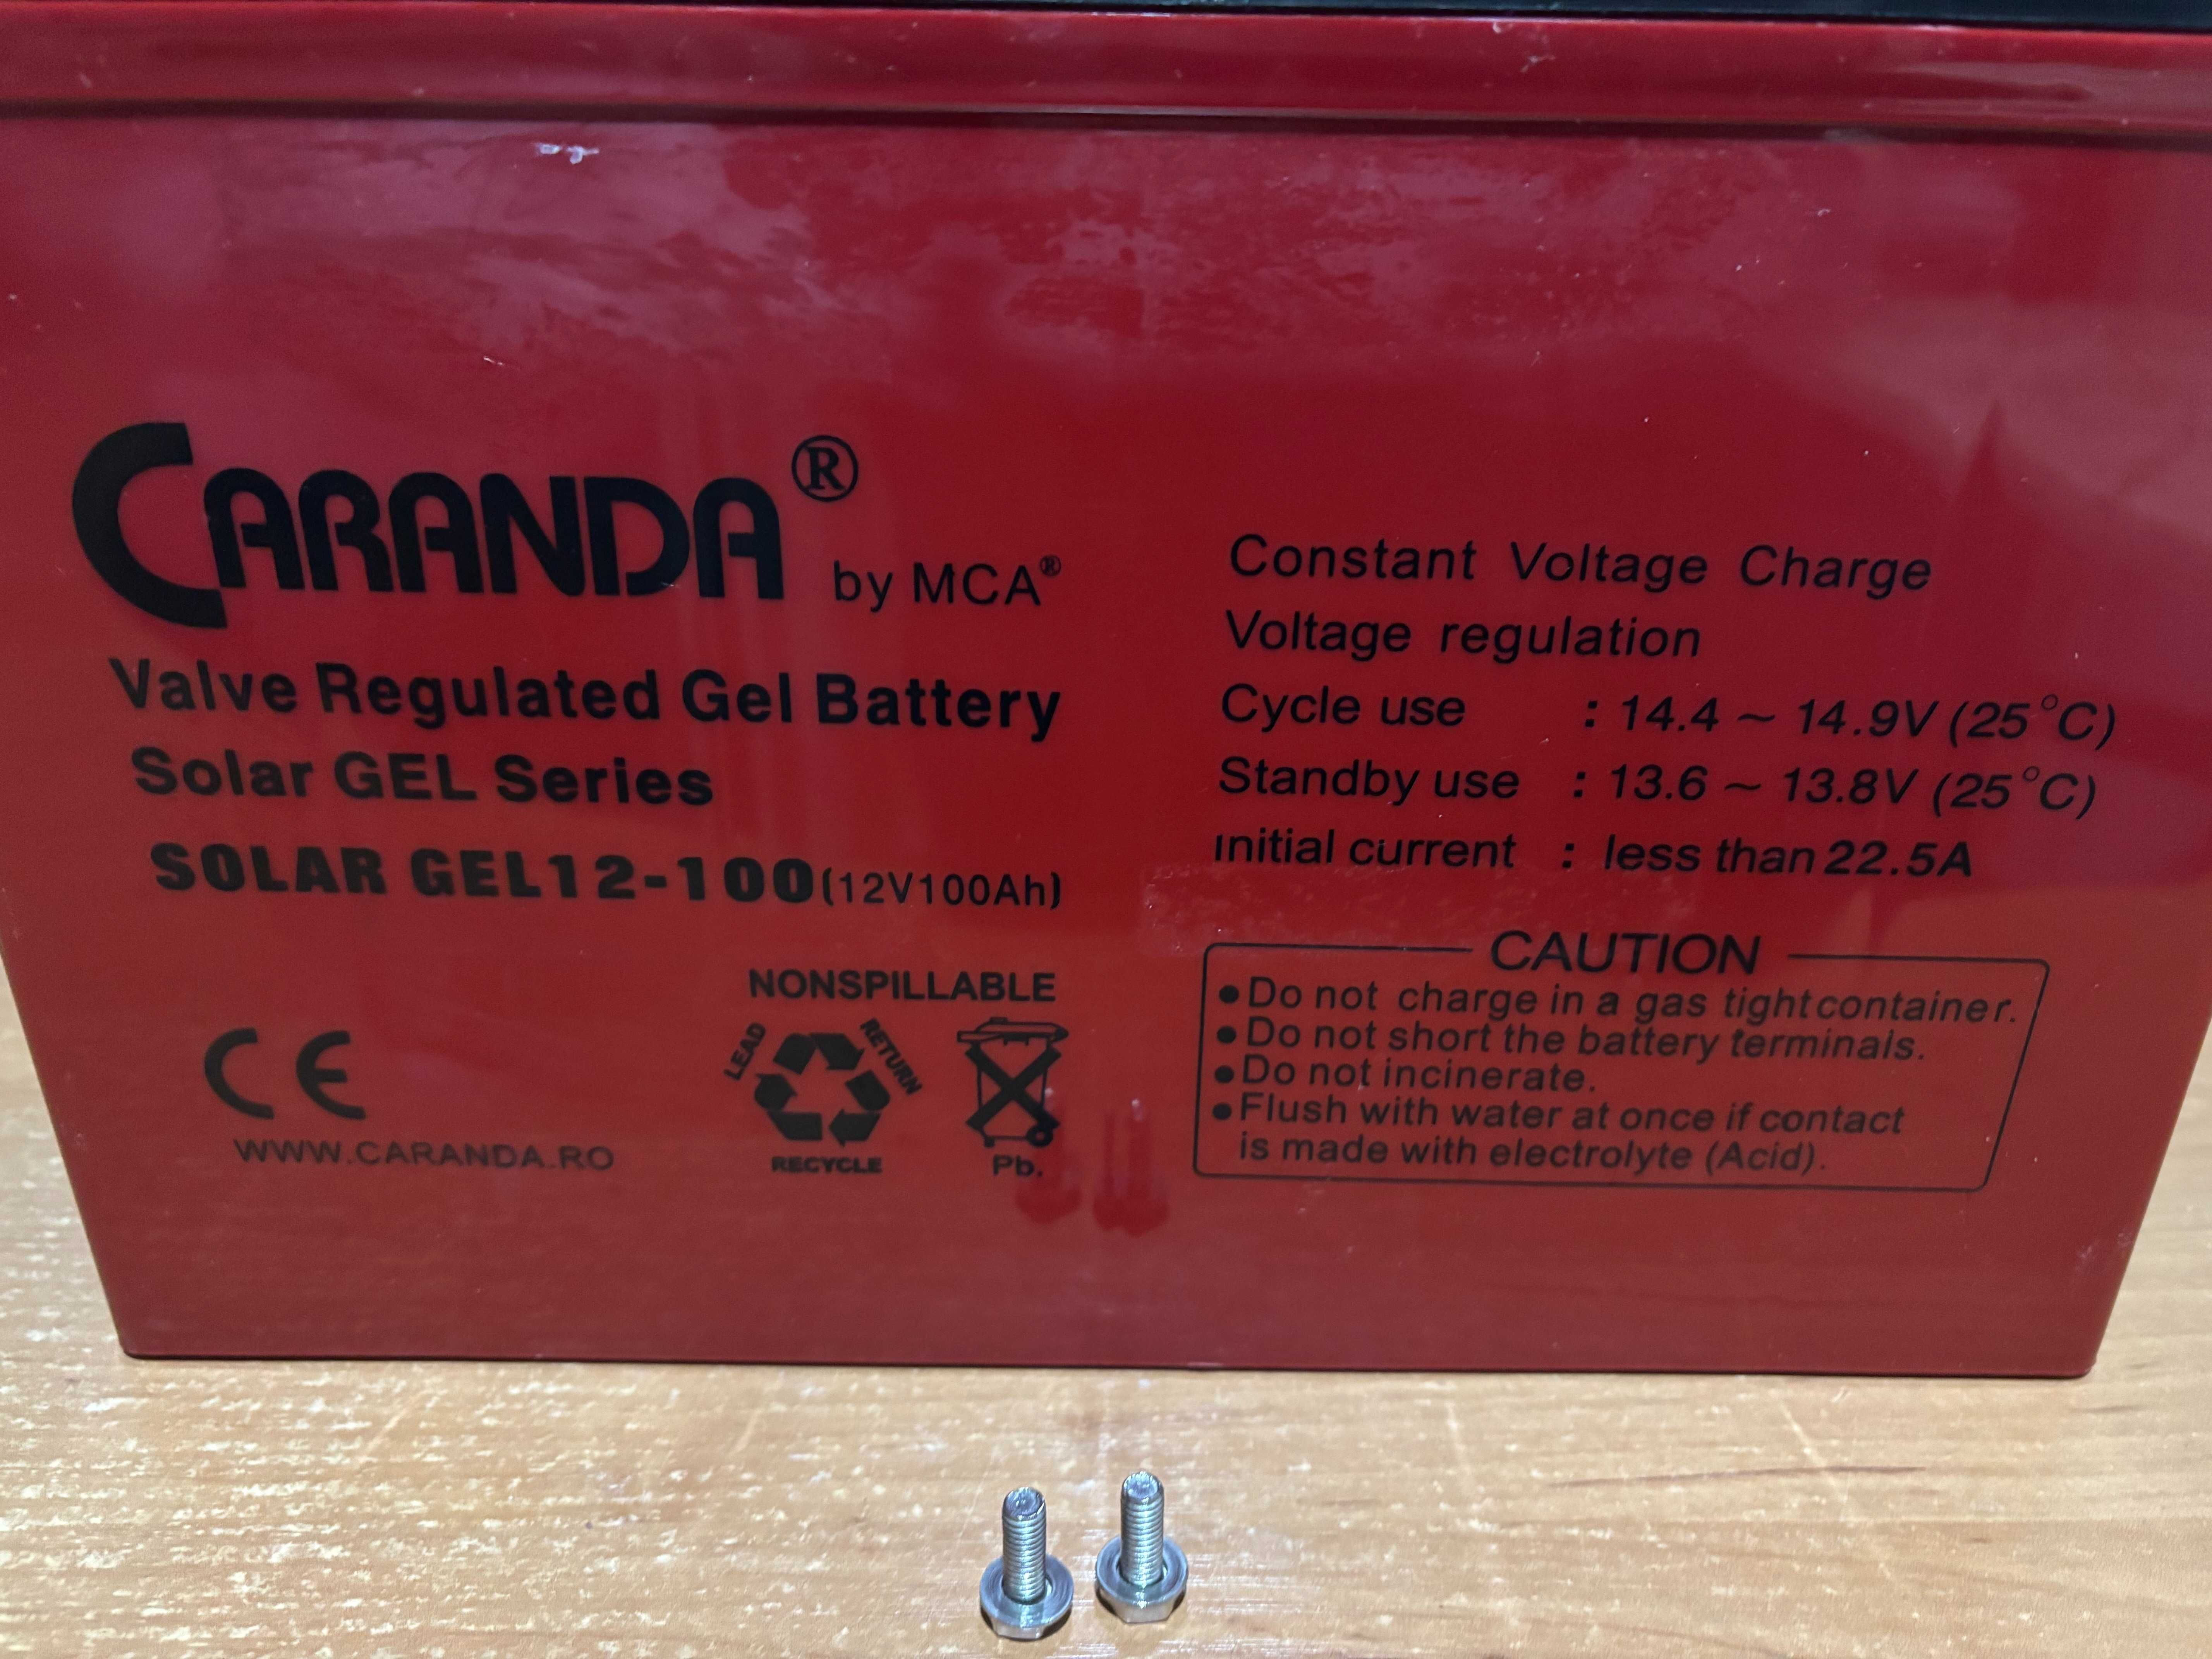 CARANDA® by MCA®
Valve Regulated Gel Battery
Solar GEL Series
SOLAR GEL12-100(12V100Ah)
NONSPILLABLE
LEAD RETURN
RECYCLE
Pb.
CE
WWW.CARANDA.RO
Constant Voltage Charge
Voltage regulation
Cycle use : 14.4 ~ 14.9V (25°C)
Standby use : 13.6 ~ 13.8V (25°C)
Initial current : less than 22.5A
CAUTION
●Do not charge in a gas tight container.
●Do not short the battery terminals.
●Do not incinerate.
●Flush with water at once if contact
is made with electrolyte (Acid).